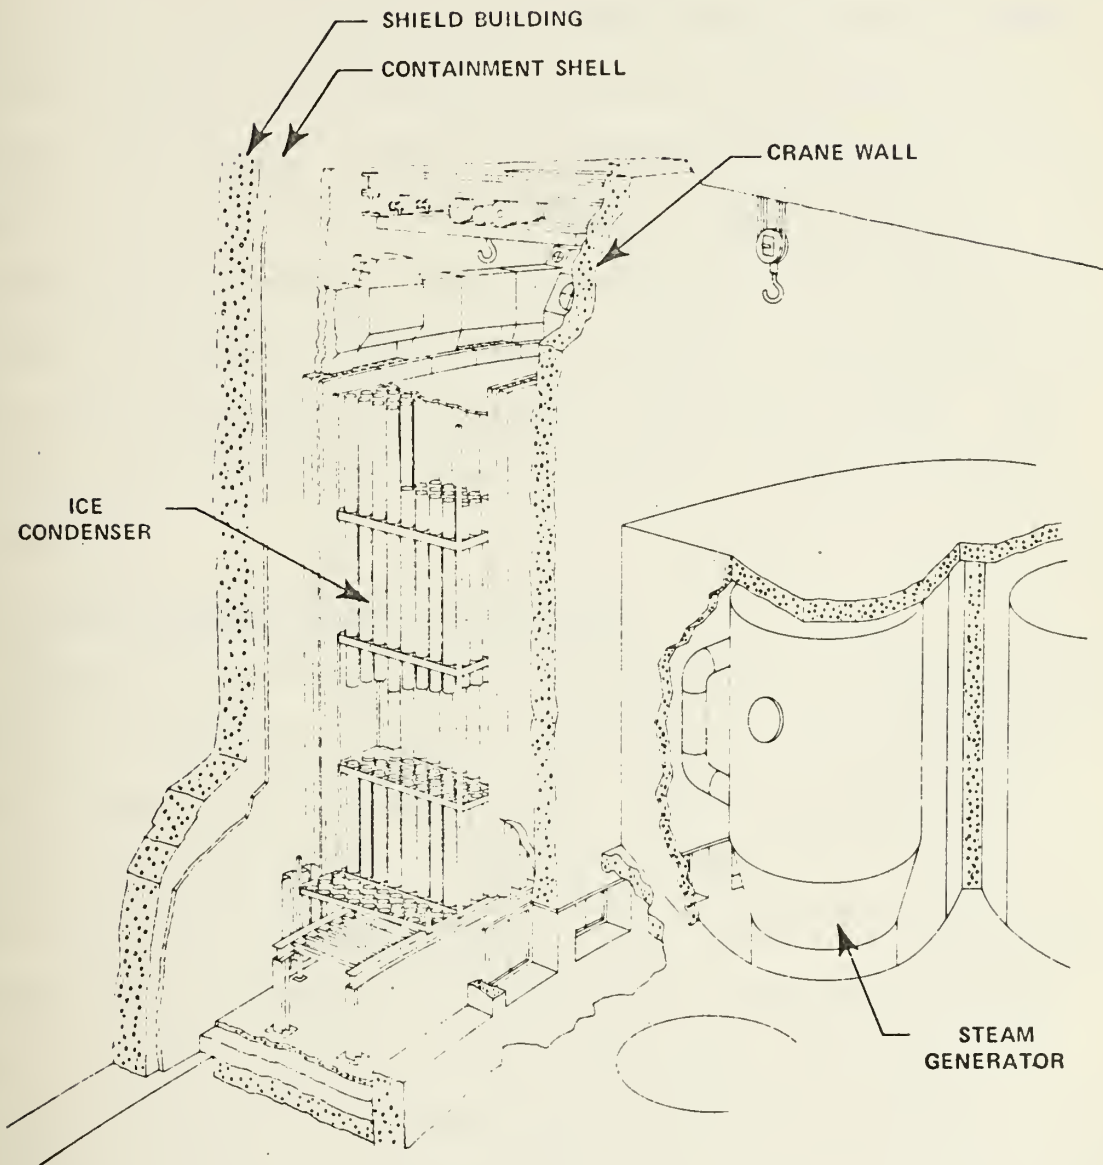 SHIELD BUILDING
CONTAINMENT SHELL
CRANE WALL
ICE
CONDENSER
STEAM
GENERATOR